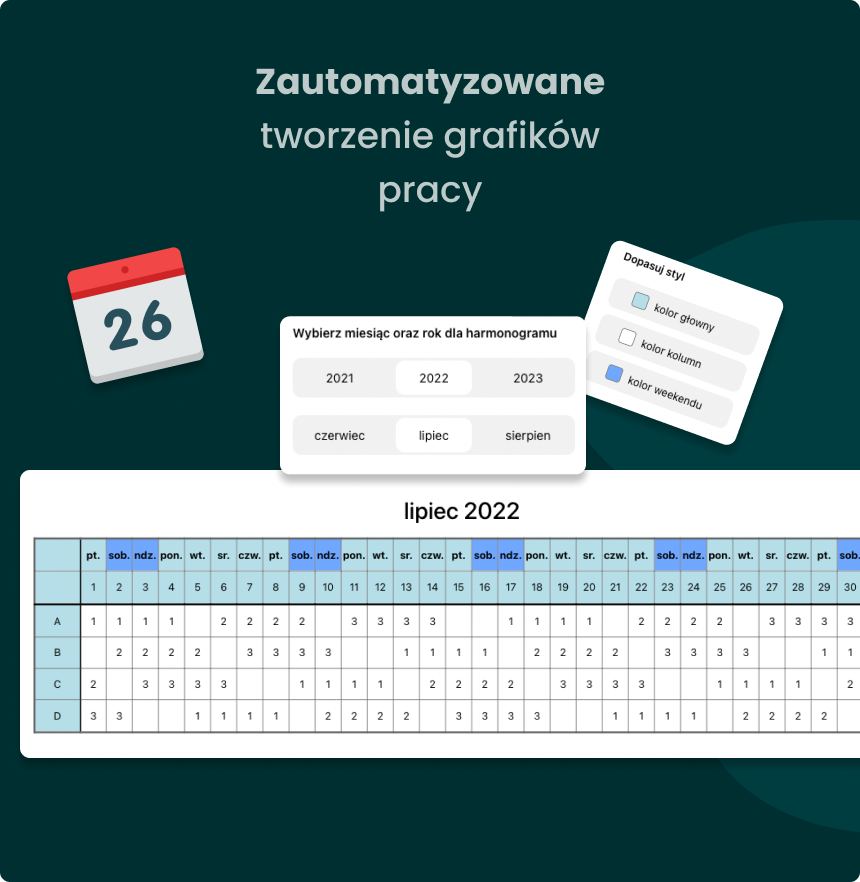 Zautomatyzowane
tworzenie grafików
pracy
26
Dopasuj styl
kolor głowny
kolor kolumn
kolor weekendu
Wybierz miesiąc oraz rok dla harmonogramu
2021 2022 2023
czerwiec lipiec sierpien
lipiec 2022
pt. sob. ndz. pon. wt. sr. czw. pt. sob. ndz. pon. wt. sr. czw. pt. sob. ndz. pon. wt. sr. czw. pt. sob. ndz. pon. wt. sr. czw. pt. sob.
1 2 3 4 5 6 7 8 9 10 11 12 13 14 15 16 17 18 19 20 21 22 23 24 25 26 27 28 29 30
A 1 1 1 1 2 2 2 2 3 3 3 3 1 1 1 1 2 2 2 2 3 3 3 3
B 2 2 2 2 3 3 3 3 1 1 1 1 2 2 2 2 3 3 3 3 1 1
C 2 3 3 3 3 1 1 1 1 2 2 2 2 3 3 3 3 1 1 1 1 2
D 3 3 1 1 1 1 2 2 2 2 3 3 3 3 1 1 1 1 2 2 2 2